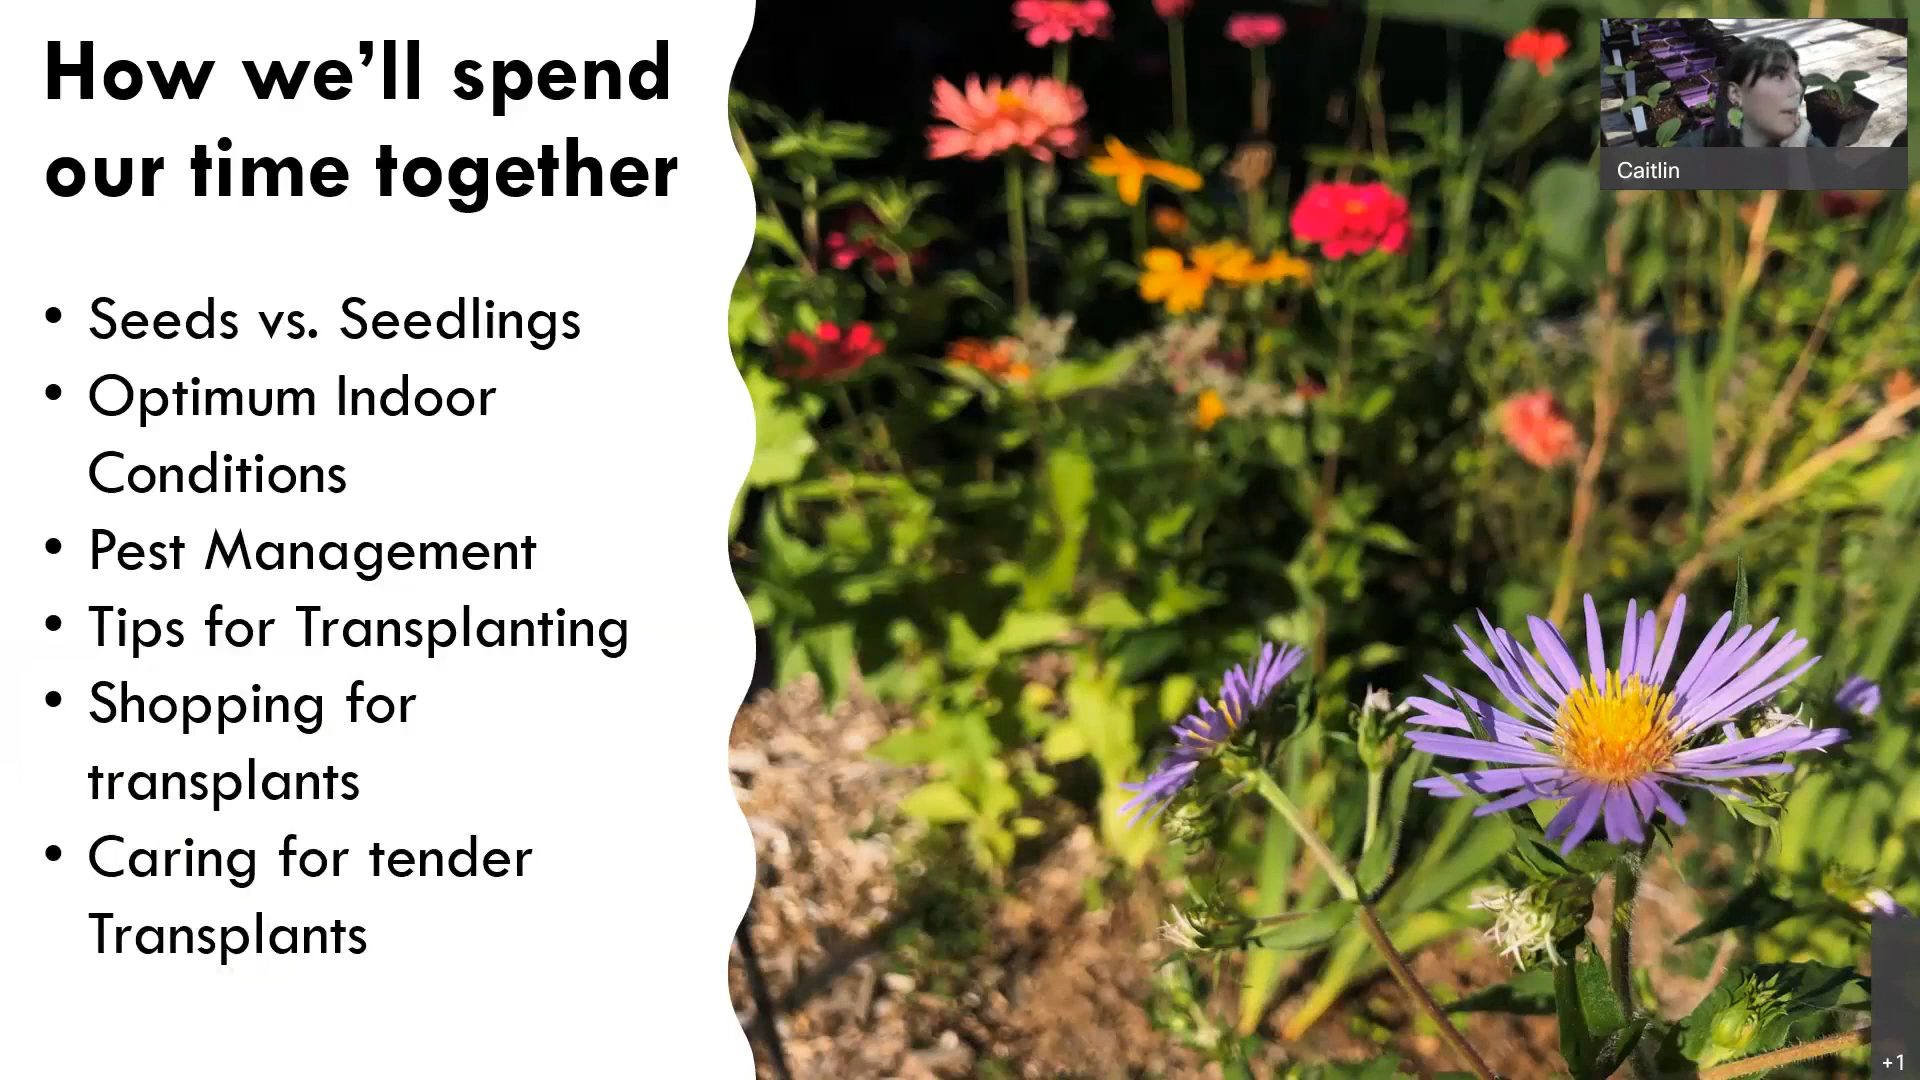 How we’ll spend
our time together
• Seeds vs. Seedlings
• Optimum Indoor
Conditions
• Pest Management
• Tips for Transplanting
• Shopping for
transplants
• Caring for tender
Transplants
Caitlin
+1